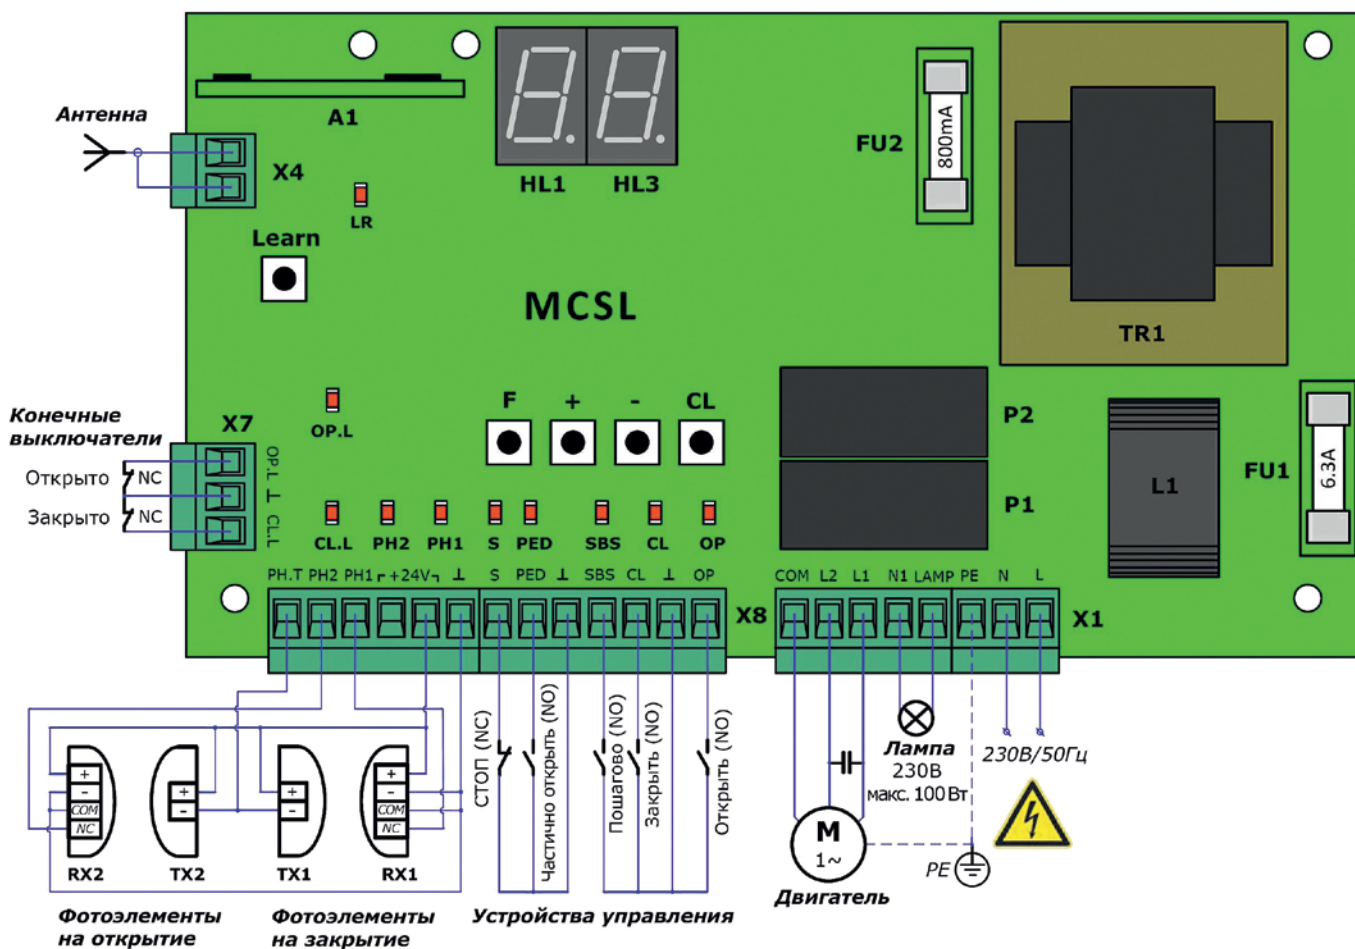 Антенна
A1
X4
LR
Learn
HL1
HL3
FU2
800mA
TR1
MCSL
Конечные
выключатели
Открыто
NC
Закрыто
NC
X7
OP.L
⊥
CL.L
OP.L
F
+
-
CL
P2
P1
L1
FU1
6.3A
CL.L
PH2
PH1
S
PED
SBS
CL
OP
PH.T PH2 PH1 ┌+24V┐ ⊥ S PED ⊥ SBS CL ⊥ OP
X8
COM L2 L1 N1 LAMP PE N L
X1
+
-
COM
NC
RX2
+
-
TX2
+
-
TX1
+
-
COM
NC
RX1
Фотоэлементы
на открытие
Фотоэлементы
на закрытие
СТОП (NC)
Частично открыть (NO)
Пошагово (NO)
Закрыть (NO)
Открыть (NO)
Устройства управления
Лампа
230В
макс. 100 Вт
230В/50Гц
M
1~
Двигатель
PE